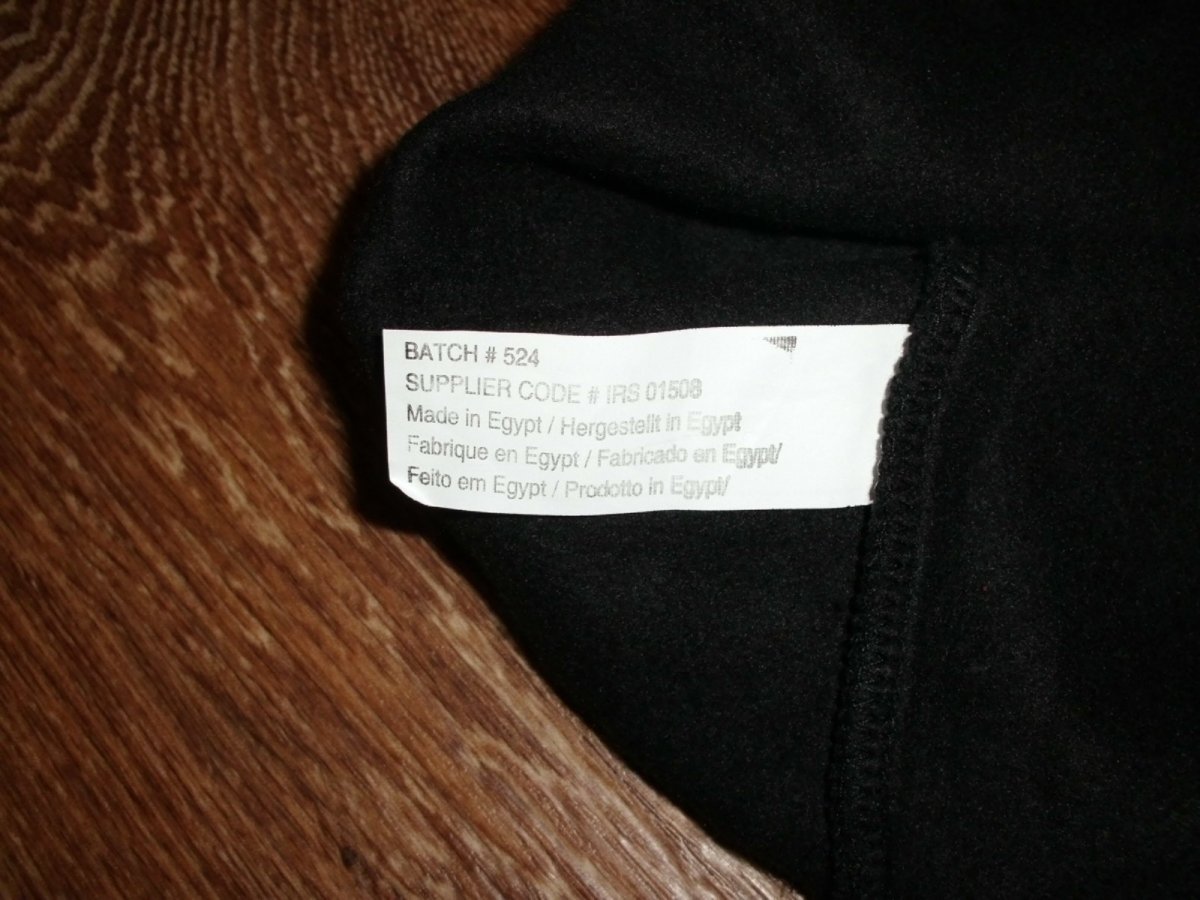 BATCH # 524
SUPPLIER CODE # IRS 01508
Made in Egypt / Hergestellt in Egypt
Fabrique en Egypt / Fabricado en Egypt/
Feito em Egypt / Prodotto in Egypt/